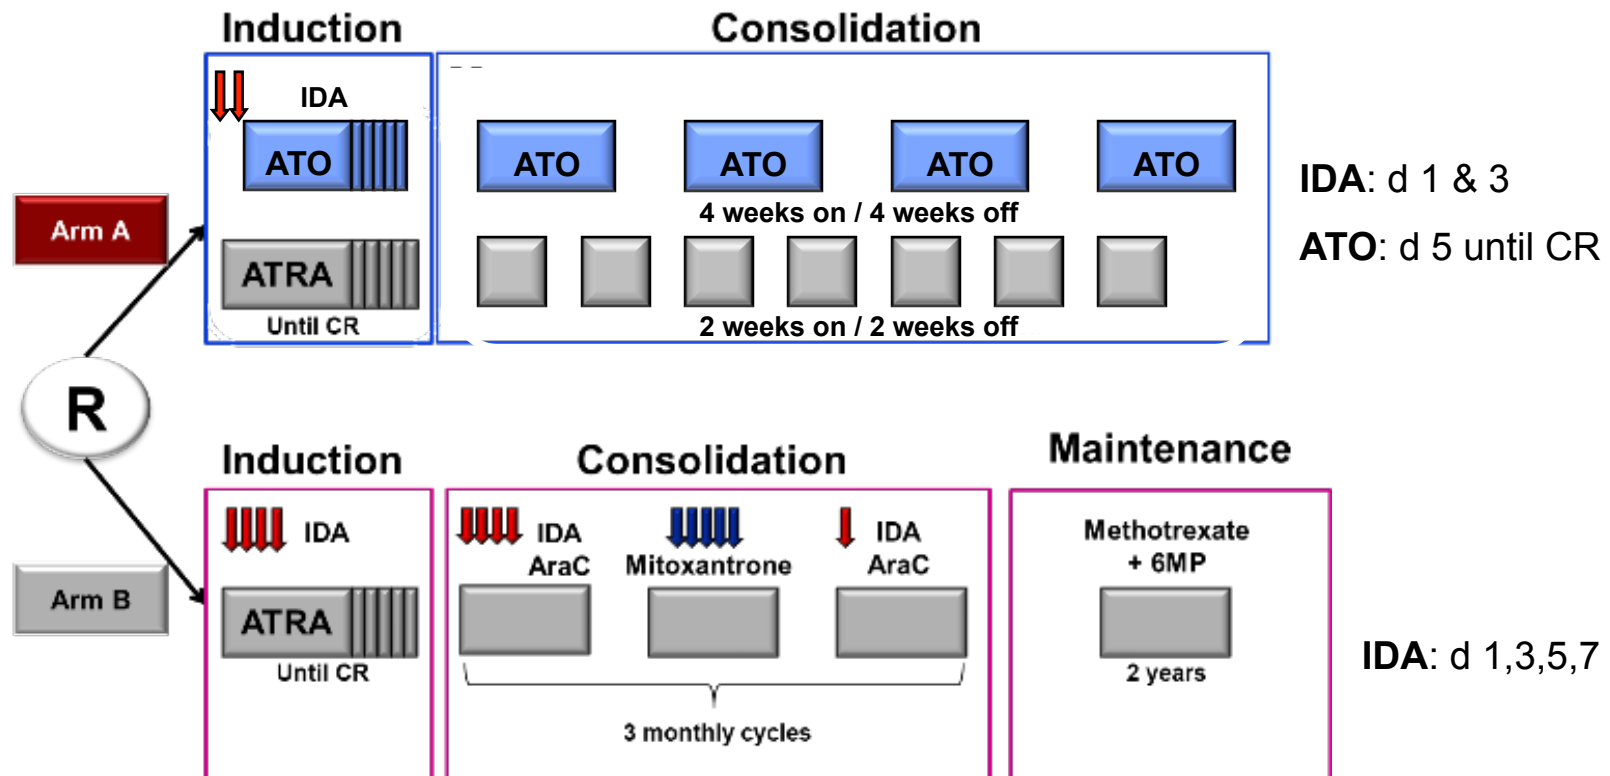 Induction
Consolidation
IDA
ATO
ATO
ATO
ATO
ATO
4 weeks on / 4 weeks off
IDA: d 1 & 3
ATO: d 5 until CR
Arm A
ATRA
Until CR
2 weeks on / 2 weeks off
R
Induction
Consolidation
Maintenance
IDA
IDA
AraC
Mitoxantrone
IDA
AraC
Methotrexate
+ 6MP
Arm B
ATRA
Until CR
2 years
IDA: d 1,3,5,7
3 monthly cycles